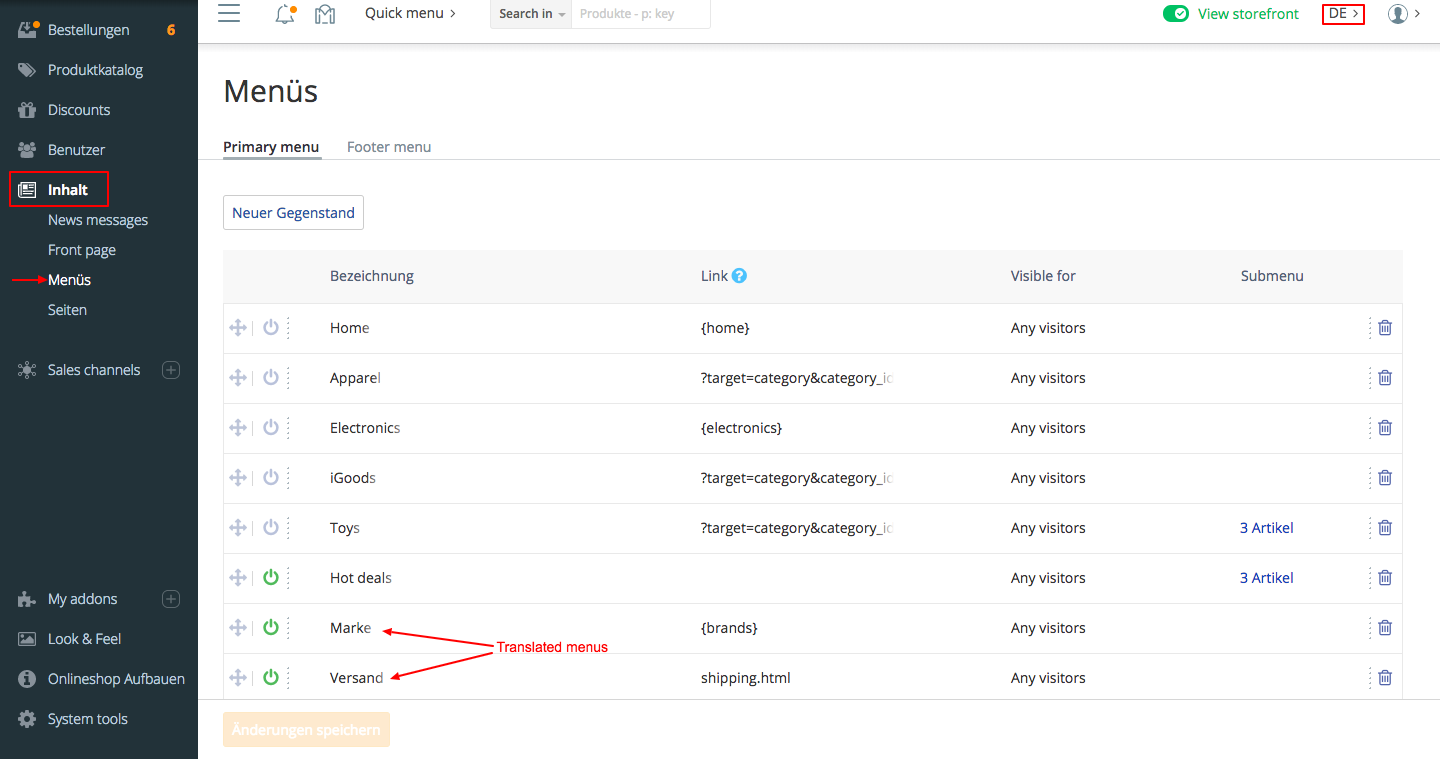 Quick menu
Search in
Produkte - p: key
View storefront
DE
Bestellungen 6
Produktkatalog
Discounts
Benutzer
Inhalt
News messages
Front page
Menüs
Seiten
Sales channels
My addons
Look & Feel
Onlineshop Aufbauen
System tools
Menüs
Primary menu Footer menu
Neuer Gegenstand
Bezeichnung Link ? Visible for Submenu
Home {home} Any visitors
Apparel ?target=category&category_ic Any visitors
Electronics {electronics} Any visitors
iGoods ?target=category&category_ic Any visitors
Toys ?target=category&category_ic Any visitors 3 Artikel
Hot deals Any visitors 3 Artikel
Marke {brands} Any visitors
Translated menus
Versand shipping.html Any visitors
Änderungen speichern